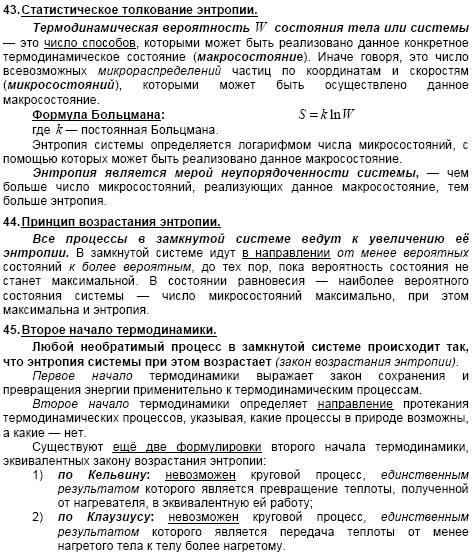 43. Статистическое толкование энтропии.
Термодинамическая вероятность W состояния тела или системы
— это число способов, которыми может быть реализовано данное конкретное
термодинамическое состояние (макросостояние). Иначе говоря, это число
всевозможных микрораспределений частиц по координатам и скоростям
(микросостояний), которыми может быть осуществлено данное
макросостояние.
Формула Больцмана: S = k ln W
где k — постоянная Больцмана.
Энтропия системы определяется логарифмом числа микросостояний, с
помощью которых может быть реализовано данное макросостояние.
Энтропия является мерой неупорядоченности системы, — чем
больше число микросостояний, реализующих данное макросостояние, тем
больше энтропия.
44. Принцип возрастания энтропии.
Все процессы в замкнутой системе ведут к увеличению её
энтропии. В замкнутой системе идут в направлении от менее вероятных
состояний к более вероятным, до тех пор, пока вероятность состояния не
станет максимальной. В состоянии равновесия — наиболее вероятного
состояния системы — число микросостояний максимально, при этом
максимальна и энтропия.
45. Второе начало термодинамики.
Любой необратимый процесс в замкнутой системе происходит так,
что энтропия системы при этом возрастает (закон возрастания энтропии).
Первое начало термодинамики выражает закон сохранения и
превращения энергии применительно к термодинамическим процессам.
Второе начало термодинамики определяет направление протекания
термодинамических процессов, указывая, какие процессы в природе возможны,
а какие — нет.
Существуют ещё две формулировки второго начала термодинамики,
эквивалентных закону возрастания энтропии:
1) по Кельвину: невозможен круговой процесс, единственным
результатом которого является превращение теплоты, полученной
от нагревателя, в эквивалентную ей работу;
2) по Клаузиусу: невозможен круговой процесс, единственным
результатом которого является передача теплоты от менее
нагретого тела к телу более нагретому.